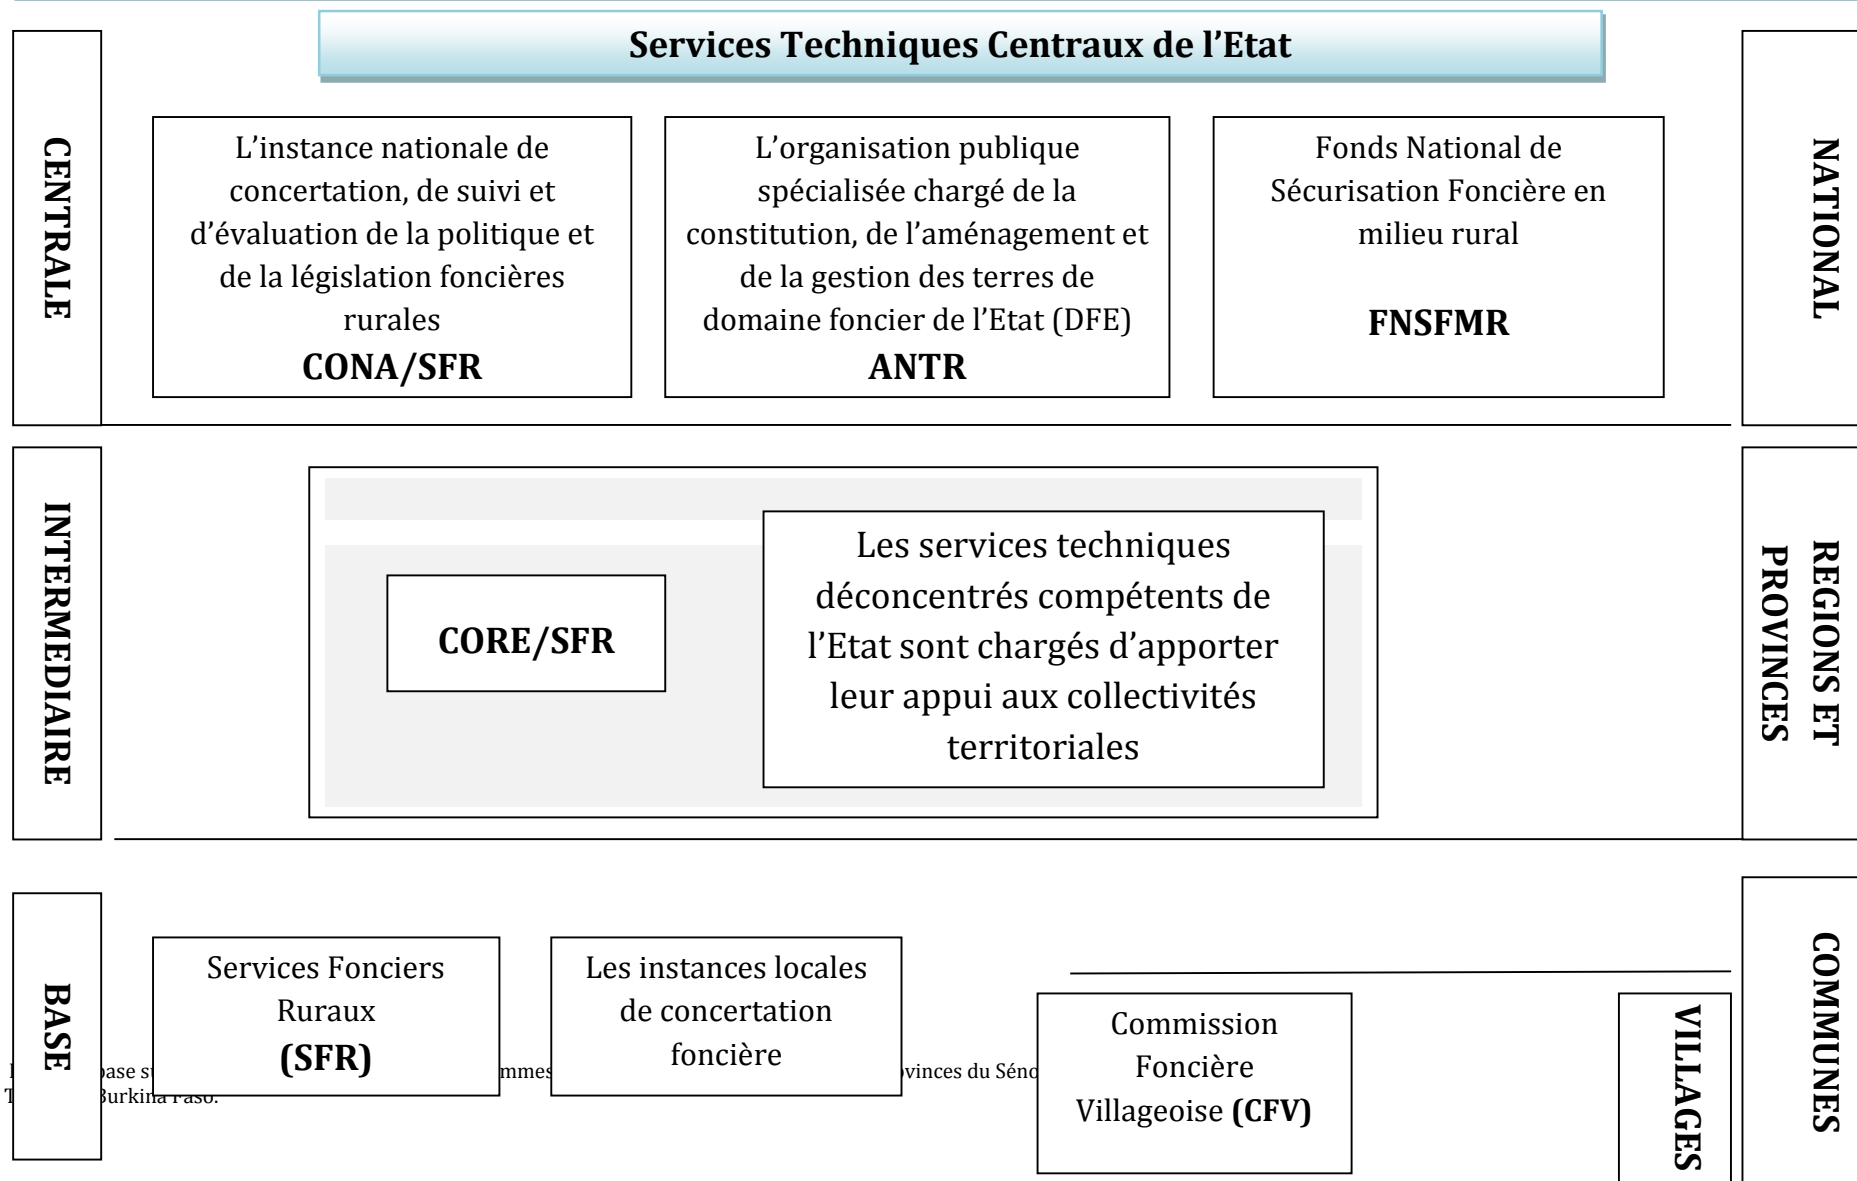 Services Techniques Centraux de l’Etat
CENTRALE
L’instance nationale de
concertation, de suivi et
d’évaluation de la politique et
de la législation foncières
rurales
CONA/SFR
L’organisation publique
spécialisée chargé de la
constitution, de l’aménagement et
de la gestion des terres de
domaine foncier de l’Etat (DFE)
ANTR
Fonds National de
Sécurisation Foncière en
milieu rural
FNSFMR
NATIONAL
INTERMEDIAIRE
CORE/SFR
Les services techniques
déconcentrés compétents de
l’Etat sont chargés d’apporter
leur appui aux collectivités
territoriales
REGIONS ET
PROVINCES
BASE
Services Fonciers
Ruraux
(SFR)
Les instances locales
de concertation
foncière
Commission
Foncière
Villageoise (CFV)
VILLAGES
COMMUNES
base
du
Burkina Faso.